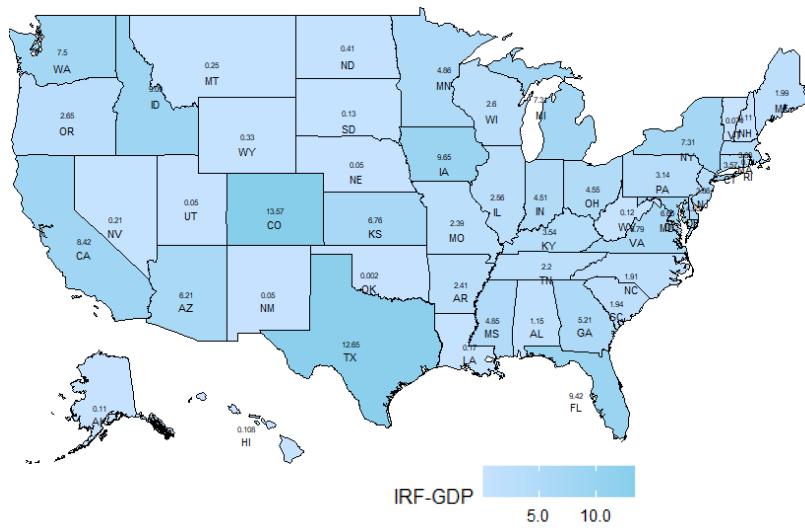 7.5
WA
0.25
MT
0.41
ND
4.86
MN
2.6
WI
7.31
MI
1.99
2.65
OR
ID
0.33
WY
0.13
SD
9.65
IA
7.31
NY
NH
VT
0.05
NE
0.21
NV
0.05
UT
13.57
CO
6.76
KS
2.39
MO
2.56
IL
4.51
IN
4.55
OH
3.14
PA
3.57
CT
RI
NJ
0.12
WV
VA
3.54
KY
8.42
CA
6.21
AZ
0.05
NM
0.002
OK
2.41
AR
2.2
TN
1.91
NC
1.94
SC
12.65
TX
0.17
LA
4.85
MS
1.15
AL
5.21
GA
9.42
FL
0.11
AK
0.108
HI
IRF-GDP
5.0
10.0